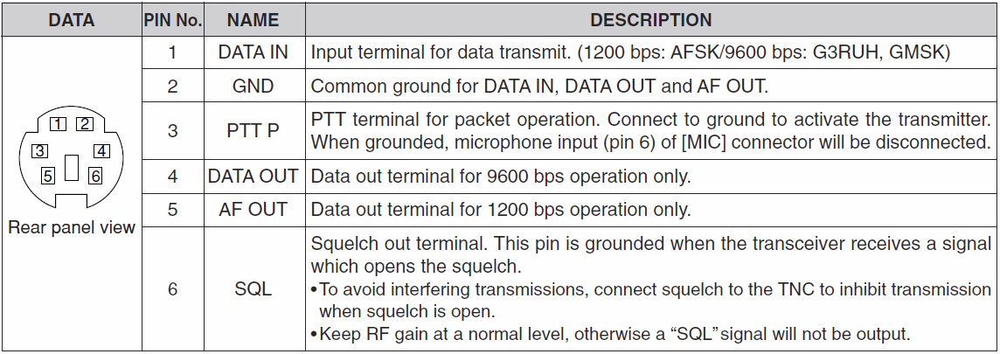 DATA PIN No. NAME DESCRIPTION
1 DATA IN Input terminal for data transmit. (1200 bps: AFSK/9600 bps: G3RUH, GMSK)
2 GND Common ground for DATA IN, DATA OUT and AF OUT.
3 PTT P PTT terminal for packet operation. Connect to ground to activate the transmitter.
When grounded, microphone input (pin 6) of [MIC] connector will be disconnected.
4 DATA OUT Data out terminal for 9600 bps operation only.
5 AF OUT Data out terminal for 1200 bps operation only.
6 SQL Squelch out terminal. This pin is grounded when the transceiver receives a signal
which opens the squelch.
•To avoid interfering transmissions, connect squelch to the TNC to inhibit transmission
when squelch is open.
•Keep RF gain at a normal level, otherwise a “SQL” signal will not be output.
1 2
3 4
5 6
Rear panel view